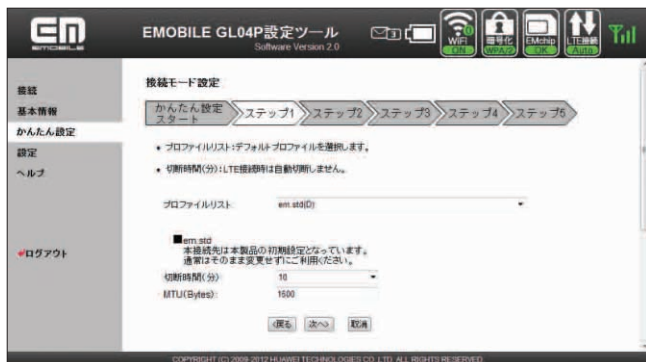 EM
EMOBILE
EMOBILE GL04P設定ツール
Software Version 2.0
3
WiFi
ON
暗号化
WPA/2
EMchip
OK
LTE接続
Auto
接続
基本情報
かんたん設定
設定
ヘルプ
ログアウト
接続モード設定
かんたん設定
スタート
ステップ1
ステップ2
ステップ3
ステップ4
ステップ5
• プロファイルリスト:デフォルトプロファイルを選択します。
• 切断時間(分):LTE接続時は自動切断しません。
プロファイルリスト em.std(D)
■em.std
本接続先は本製品の初期設定となっています。
通常はそのまま変更せずにご利用ください。
切断時間(分) 10
MTU(Bytes): 1500
<戻る 次へ> 取消
COPYRIGHT (C) 2009-2012 HUAWEI TECHNOLOGIES CO. LTD. ALL RIGHTS RESERVED